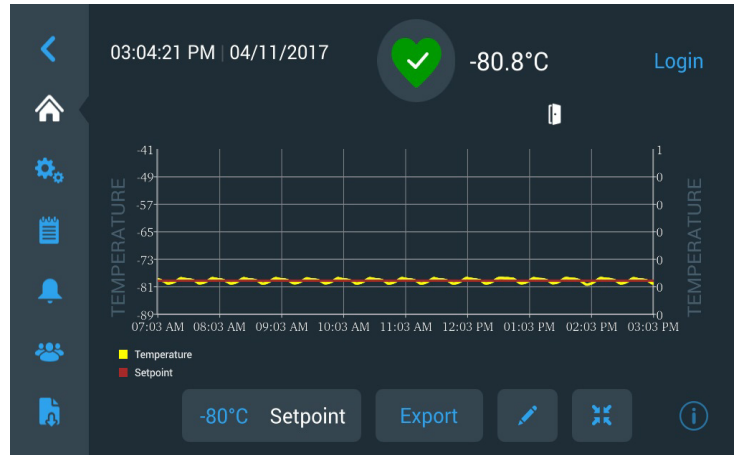 03:04:21 PM | 04/11/2017
-80.8°C
Login
TEMPERATURE
-41
-49
-57
-65
-73
-81
-89
1
0
0
0
0
0
0
TEMPERATURE
07:03 AM 08:03 AM 09:03 AM 10:03 AM 11:03 AM 12:03 PM 01:03 PM 02:03 PM 03:03 PM
Temperature
Setpoint
-80°C Setpoint
Export
i